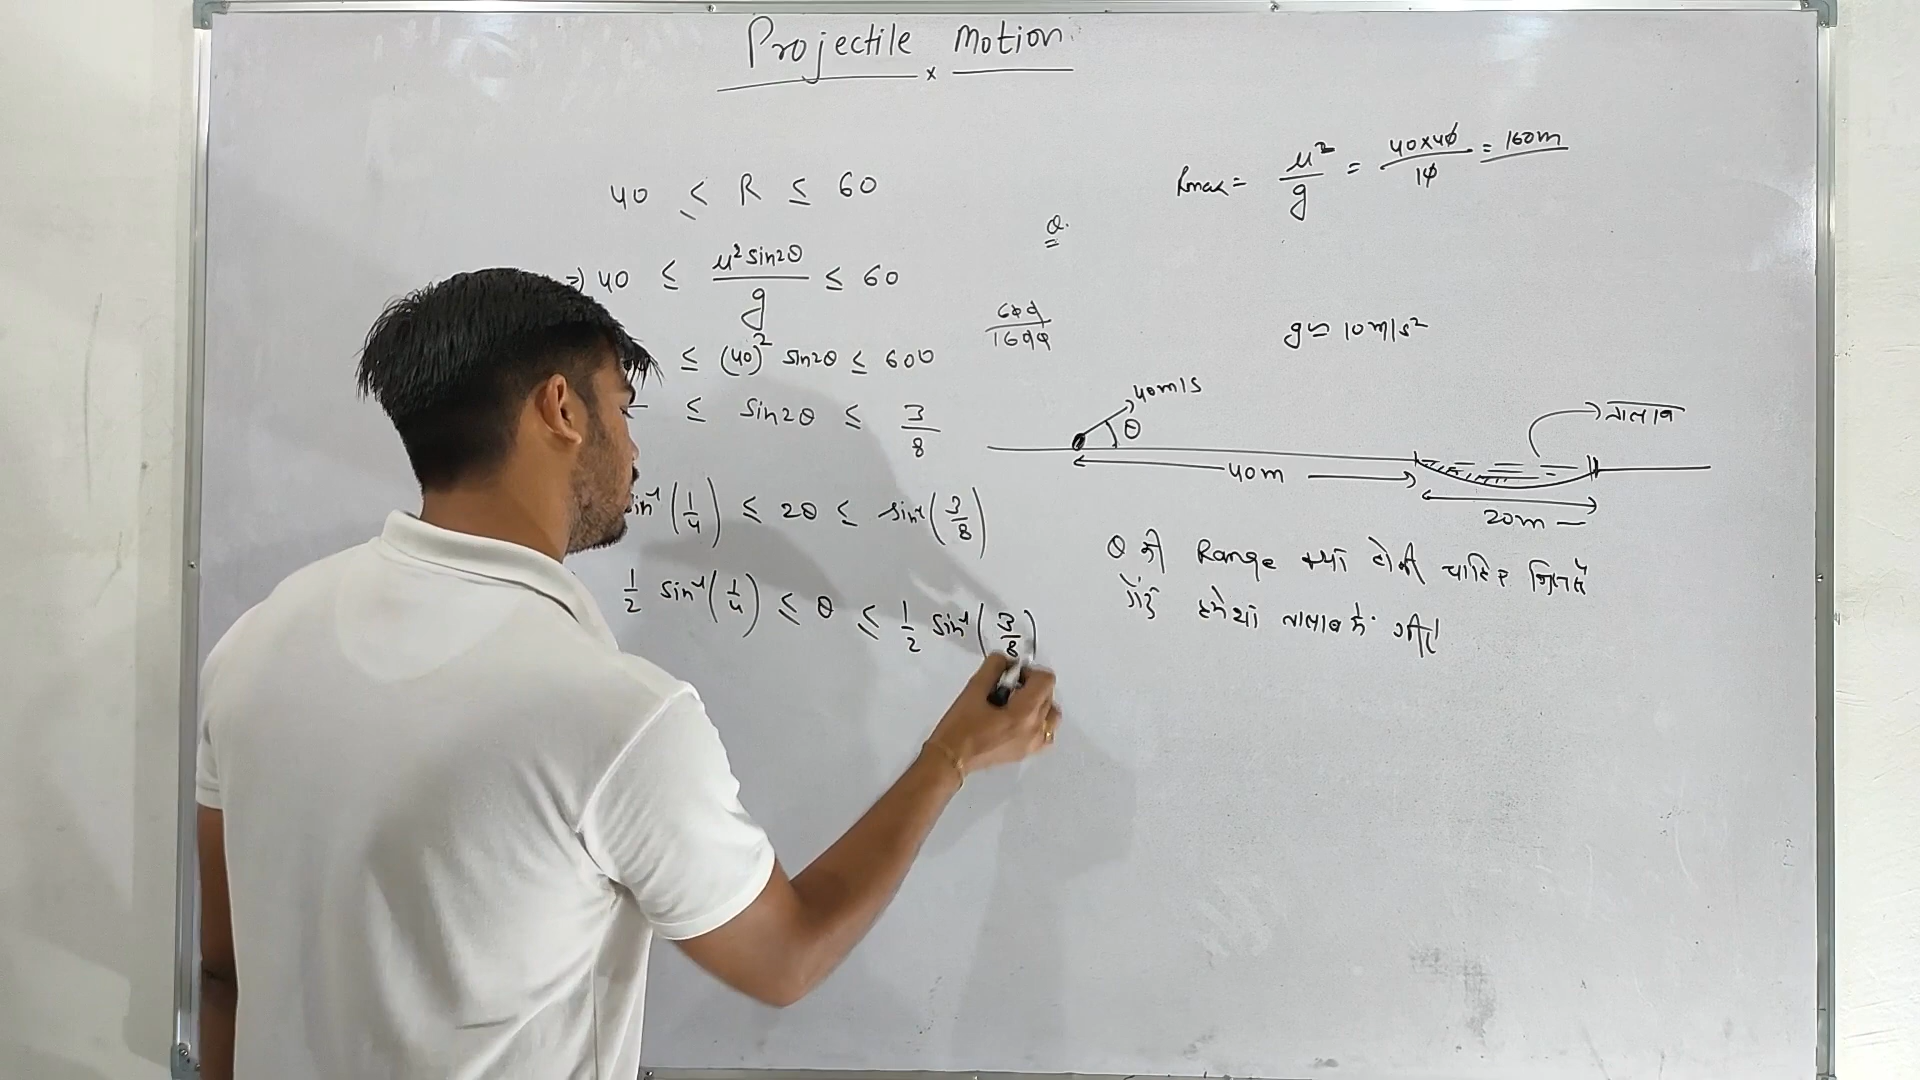 Projectile Motion
40 ≤ R ≤ 60
⇒ 40 ≤ u² sin2θ / g ≤ 60
≤ (40)² sin2θ ≤ 600
≤ sin2θ ≤ 3/8
sin⁻¹(1/4) ≤ 2θ ≤ sin⁻¹(3/8)
1/2 sin⁻¹(1/4) ≤ θ ≤ 1/2 sin⁻¹(3/8)
Rmax = u²/g = 40×40/10 = 160m
Q.
600/1600
g = 10m/s²
40m/s
θ
तालाब
40m
20m
θ की Range क्या होनी चाहिए जिससे
गेंद हमेशा तालाब में गिरे